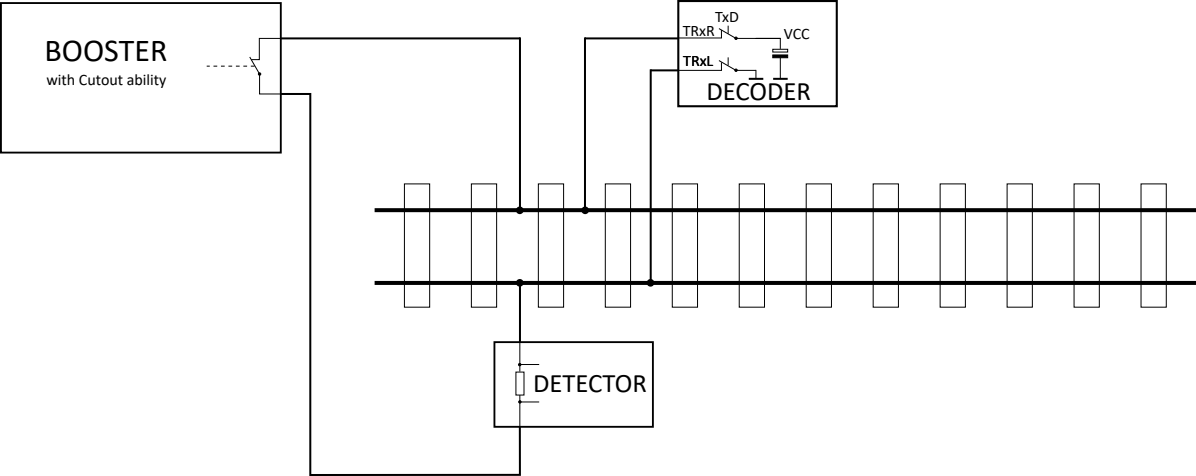 BOOSTER
with Cutout ability
TxD
TRxR
VCC
TRxL
DECODER
DETECTOR